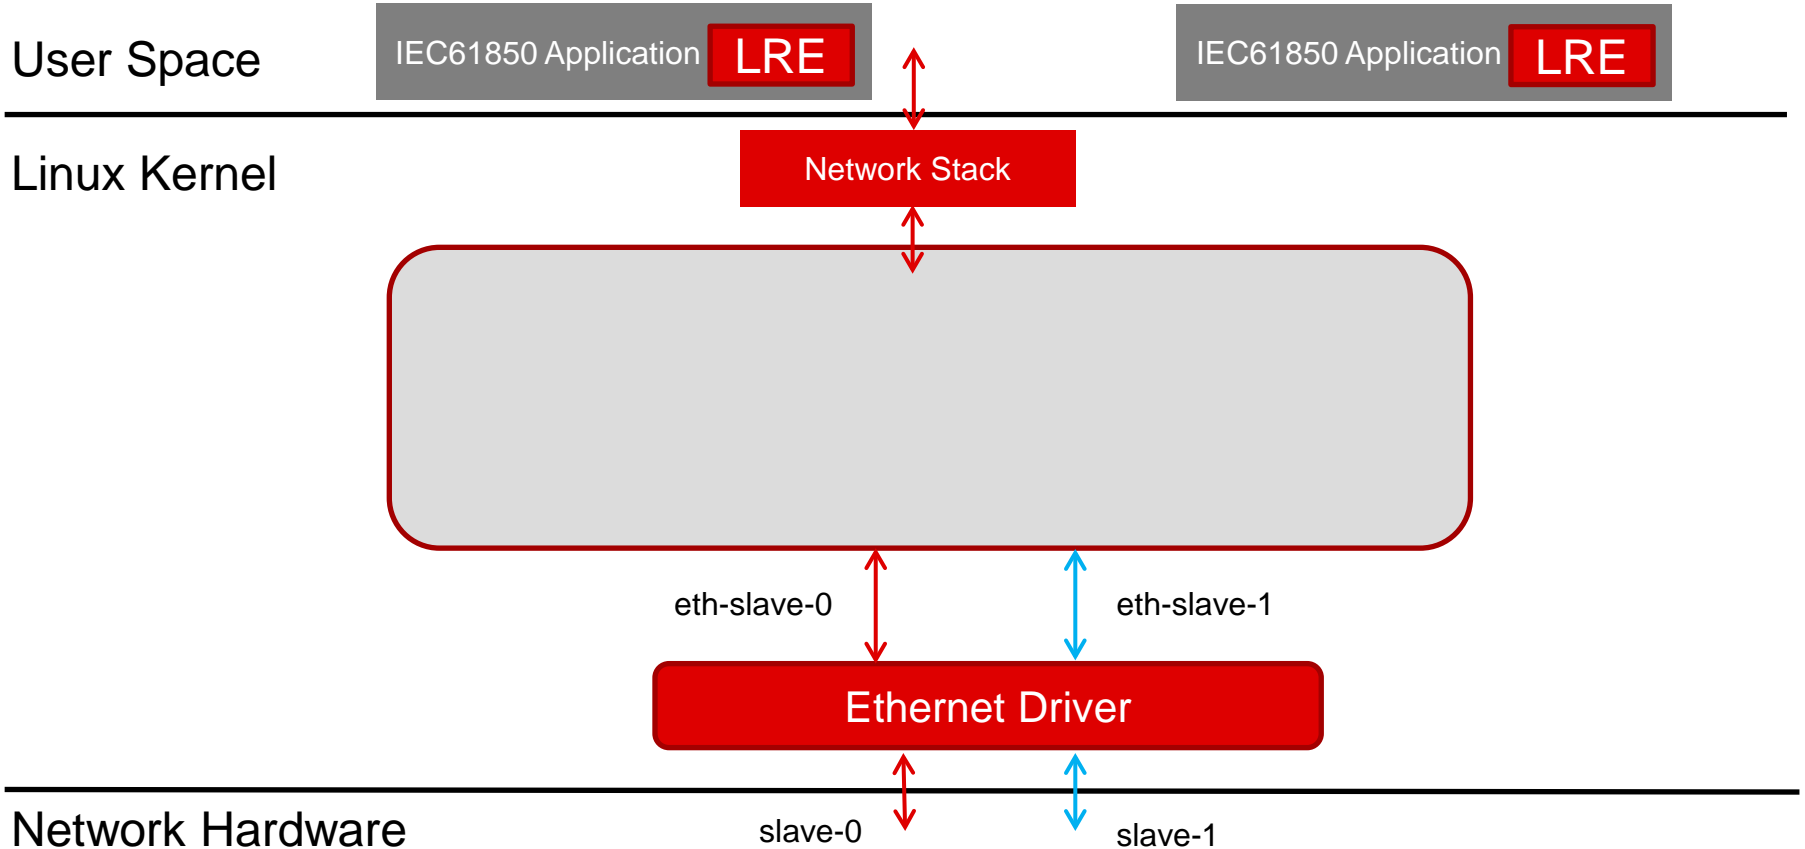 User Space
IEC61850 Application LRE
IEC61850 Application LRE
Linux Kernel
Network Stack
eth-slave-0
eth-slave-1
Ethernet Driver
Network Hardware
slave-0
slave-1